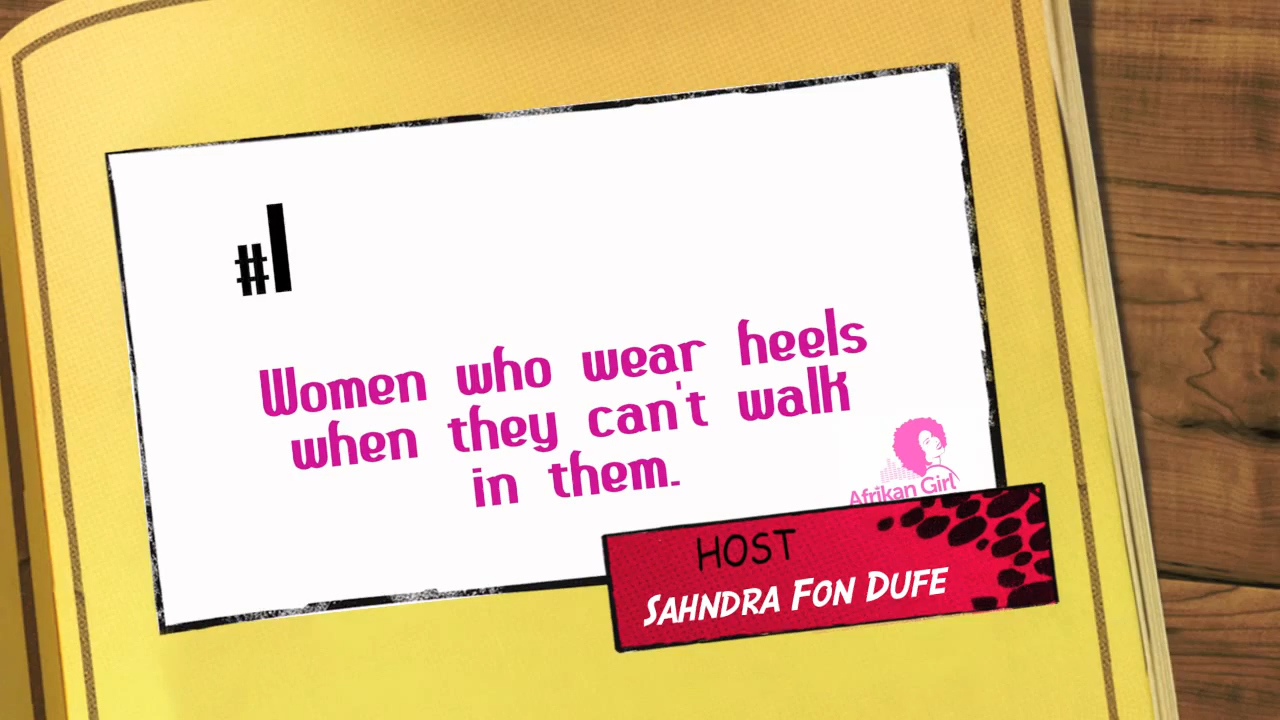 #1
Women who wear heels
when they can't walk
in them.
Afrikan Girl
HOST
SAHNDRA FON DUFE